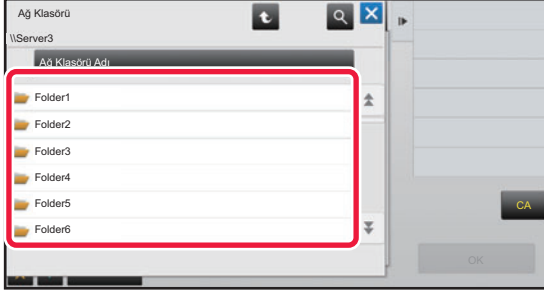 Ağ Klasörü
\\Server3
Ağ Klasörü Adı
Folder1
Folder2
Folder3
Folder4
Folder5
Folder6
CA
OK